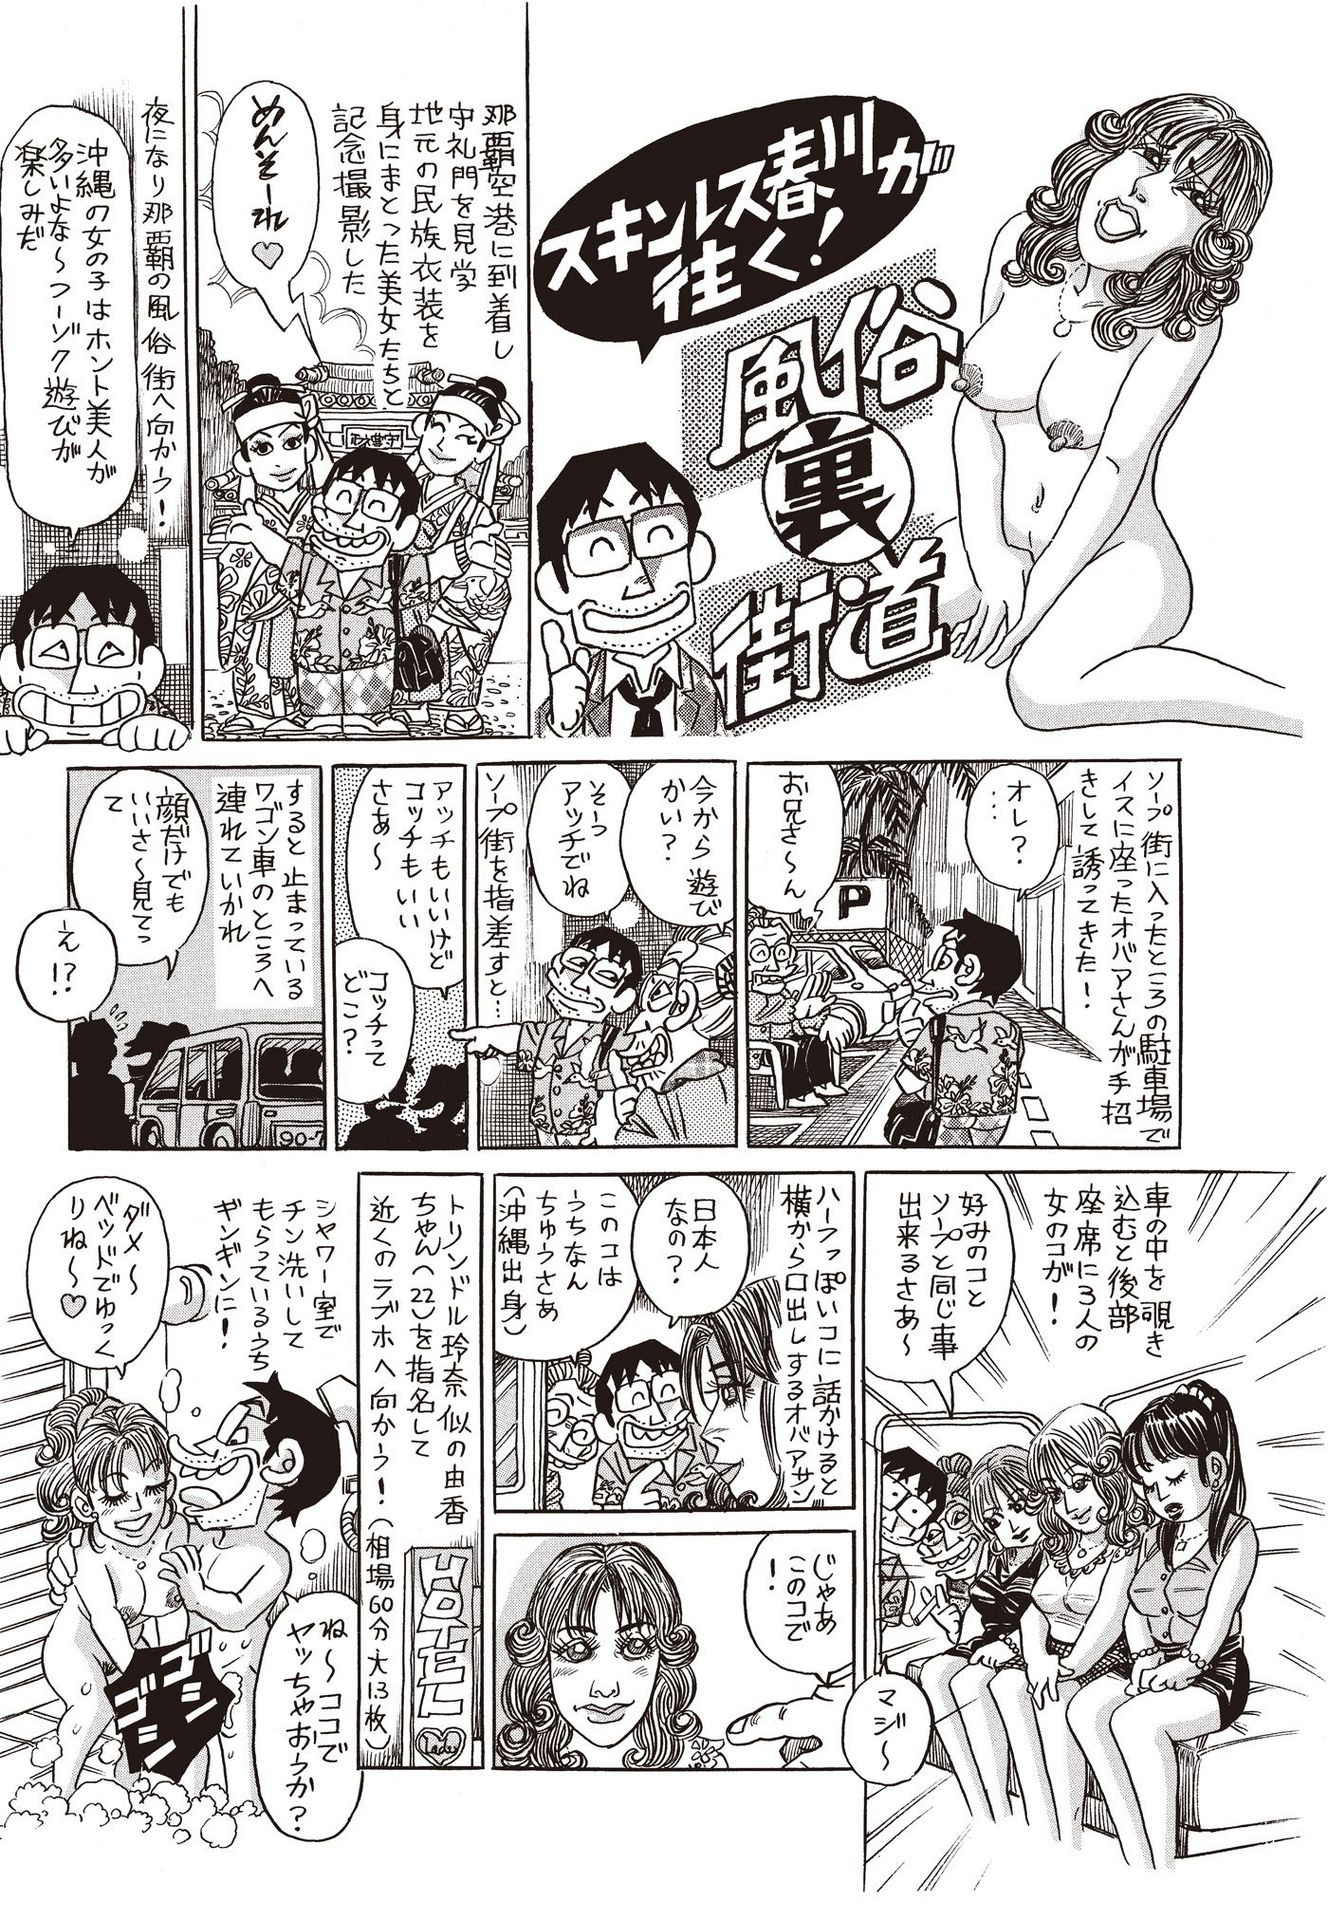 スキンレス春川が
往く!
風俗
裏
街道
那覇空港に到着し
守礼門を見学
地元の民族衣装を
身にまとった美女たちと
記念撮影した
めんそーれ♡
守禮之邦
夜になり那覇の風俗街へ向かう!
沖縄の女の子はホント美人が
多いよな〜フーゾク遊びが
楽しみだ
ソープ街に入ったところの駐車場で
イスに座ったオバアさんが手招
きして誘ってきた!
オレ?
…
お兄さ〜ん
P
今から遊び
かい?
そーっ
アッチでね
ソープ街を指差すと…
アッチもいいけど
コッチもいい
さぁ〜
コッチって
どこ?
すると止まっている
ワゴン車のところへ
連れていかれ
顔だけでも
いいさ〜見てっ
て
え!?
90-7
車の中を覗き
込むと後部
座席に3人の
女のコが!
好みのコと
ソープと同じ事
出来るさあ〜
マジ〜
ハーフっぽいコに話かけると
横から口出しするオバアサン
日本人
なの?
このコは
うちなん
ちゅうさぁ
(沖縄出身)
じゃあ
このコで
!
トリンドル玲奈似の由香
ちゃん(22)を指名して
近くのラブホへ向かう!(相場60分大1.3枚)
HOTEL
シャワー室で
チン洗いして
もらっているうち
ギンギンに!
ダメ〜
ベッドでゆっく
りね〜♡
ゴシ
ゴシ
ね〜ココで
ヤッちゃおうか?